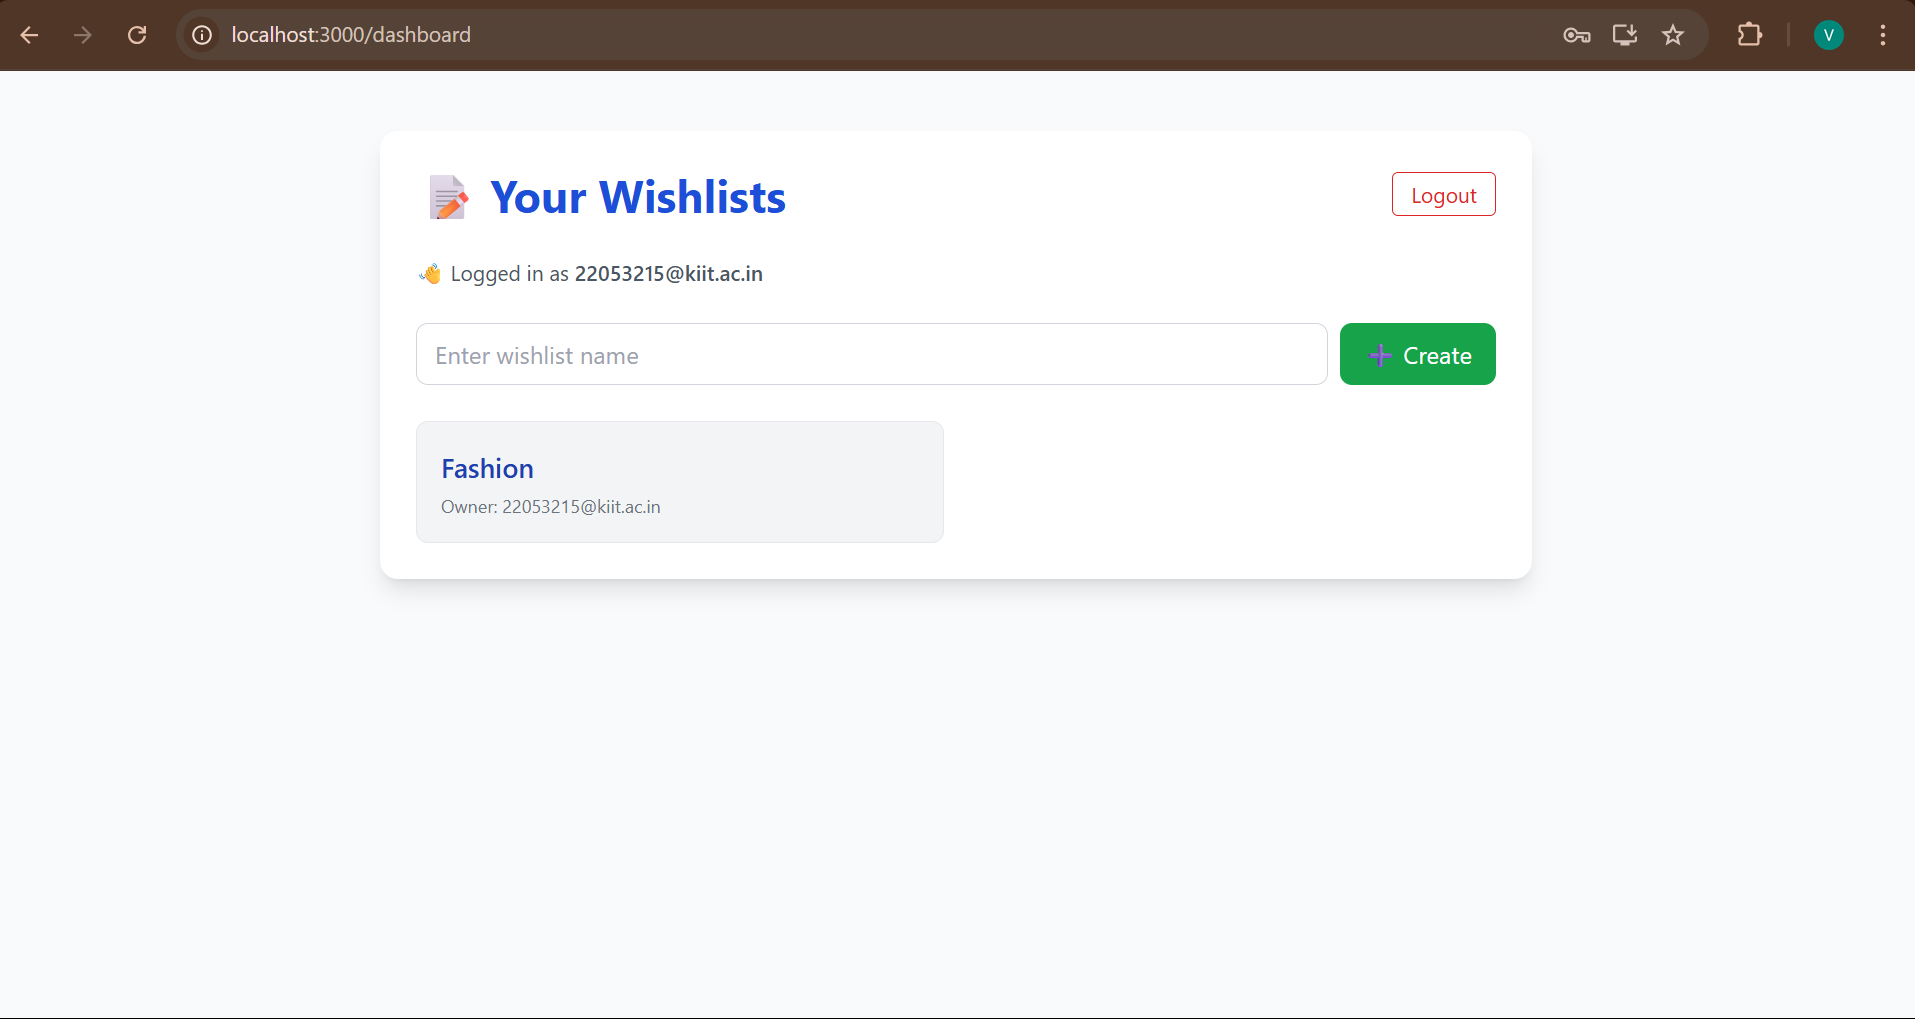 localhost:3000/dashboard
V
Your Wishlists
Logout
👋 Logged in as 22053215@kiit.ac.in
Enter wishlist name
➕ Create
Fashion
Owner: 22053215@kiit.ac.in